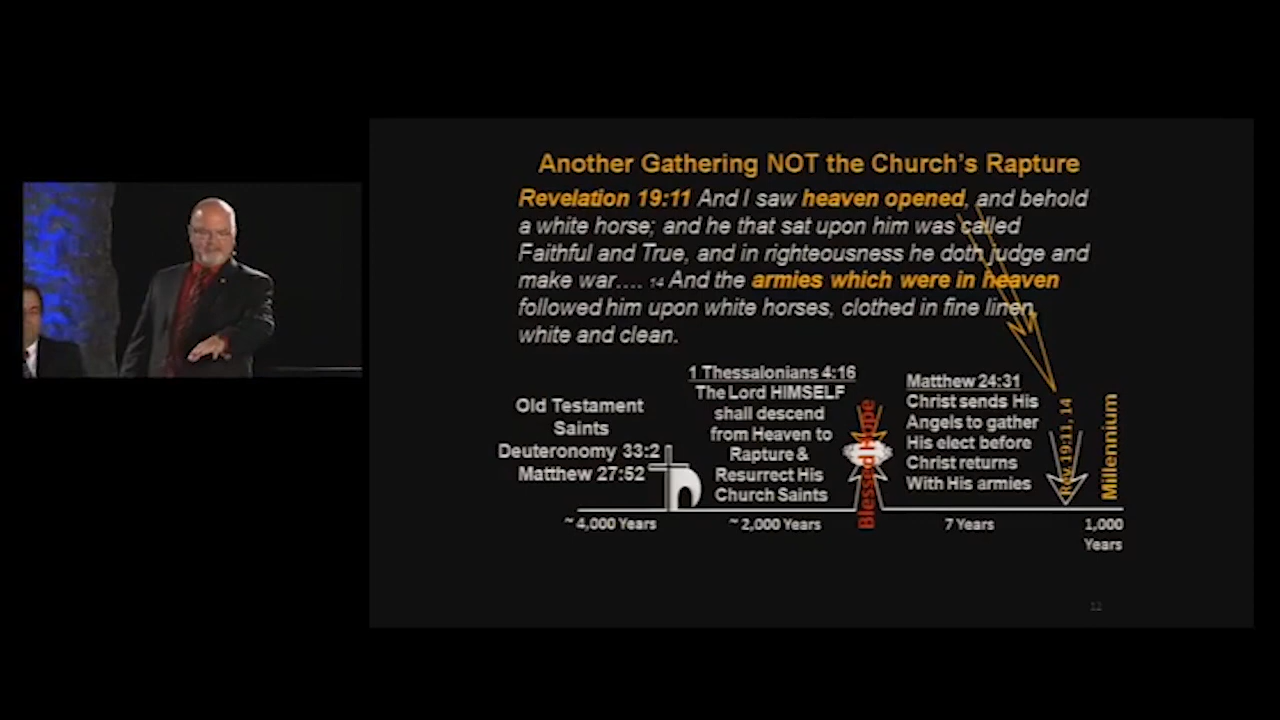 Another Gathering NOT the Church's Rapture
Revelation 19:11 And I saw heaven opened, and behold
a white horse; and he that sat upon him was called
Faithful and True, and in righteousness he doth judge and
make war.... 14 And the armies which were in heaven
followed him upon white horses, clothed in fine linen,
white and clean.
Old Testament
Saints
Deuteronomy 33:2
Matthew 27:52
1 Thessalonians 4:16
The Lord HIMSELF
shall descend
from Heaven to
Rapture &
Resurrect His
Church Saints
Blessed Hope
Matthew 24:31
Christ sends His
Angels to gather
His elect before
Christ returns
With His armies
Rev. 19:11, 14
Millennium
~ 4,000 Years
~ 2,000 Years
7 Years
1,000
Years
12